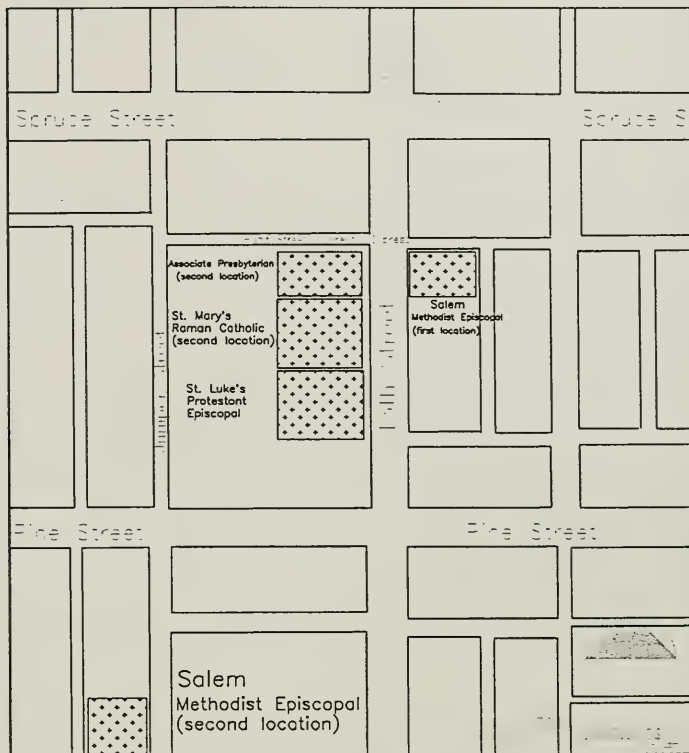 Spruce Street
Spruce S
Associate Presbyterian
(second location)
St. Mary's
Raman Catholic
(second location)
St. Luke's
Protestont
Episcopal
Salem
Methodist Episcopal
(first location)
Pine Street
Pine Street
Salem
Methodist Episcopal
(second location)